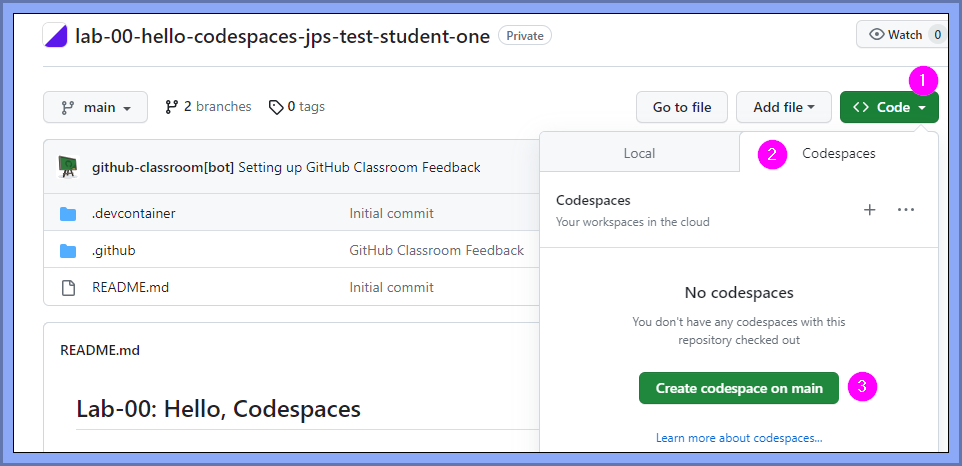 lab-00-hello-codespaces-jps-test-student-one Private Watch 0
1
main 2 branches 0 tags Go to file Add file <> Code
github-classroom[bot] Setting up GitHub Classroom Feedback
.devcontainer Initial commit
.github GitHub Classroom Feedback
README.md Initial commit
README.md
Lab-00: Hello, Codespaces
Local 2 Codespaces
Codespaces + ...
Your workspaces in the cloud
No codespaces
You don't have any codespaces with this
repository checked out
Create codespace on main 3
Learn more about codespaces...